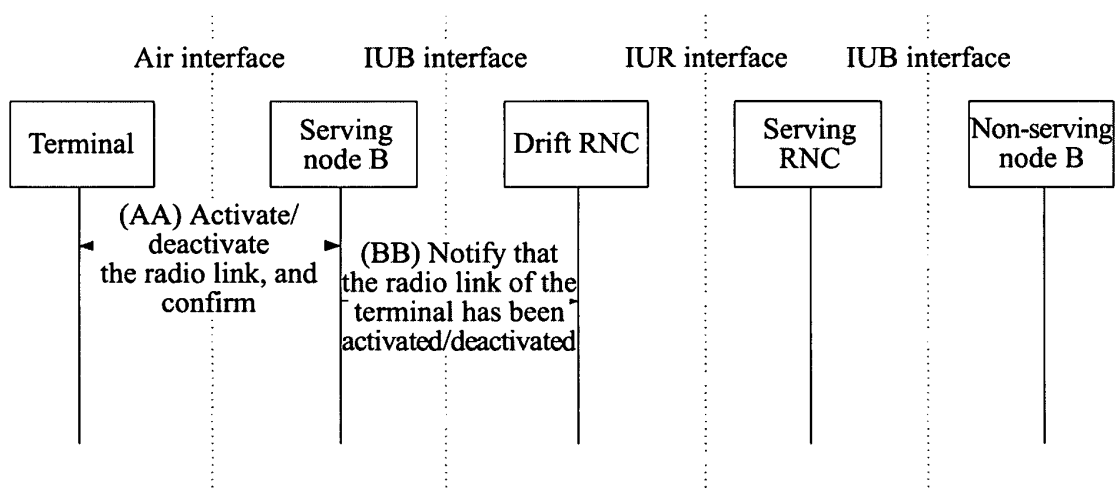 Air interface
IUB interface
IUR interface
IUB interface
Terminal
Serving
node B
Drift RNC
Serving
RNC
Non-serving
node B
(AA) Activate/
deactivate
the radio link, and
confirm
(BB) Notify that
the radio link of the
terminal has been
activated/deactivated